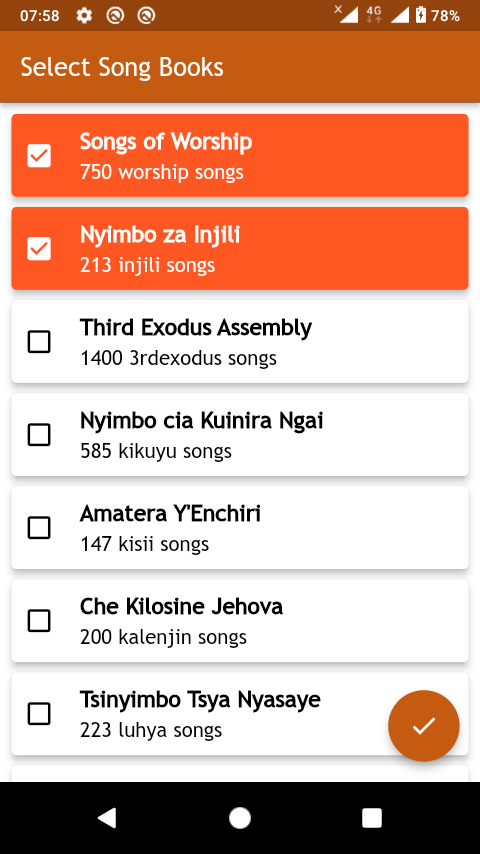 07:58
4G
78%
Select Song Books
Songs of Worship
750 worship songs
Nyimbo za Injili
213 injili songs
Third Exodus Assembly
1400 3rdexodus songs
Nyimbo cia Kuinira Ngai
585 kikuyu songs
Amatera Y'Enchiri
147 kisii songs
Che Kilosine Jehova
200 kalenjin songs
Tsinyimbo Tsya Nyasaye
223 luhya songs